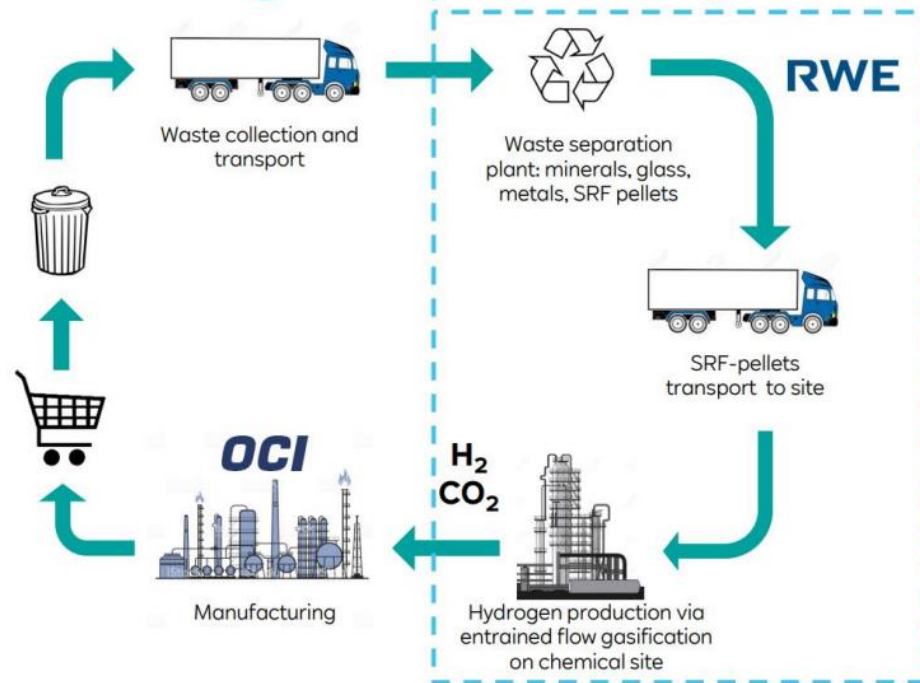 Waste collection and
transport
RWE
Waste separation
plant: minerals, glass,
metals, SRF pellets
SRF-pellets
transport to site
H₂
CO₂
Hydrogen production via
entrained flow gasification
on chemical site
OCI
Manufacturing